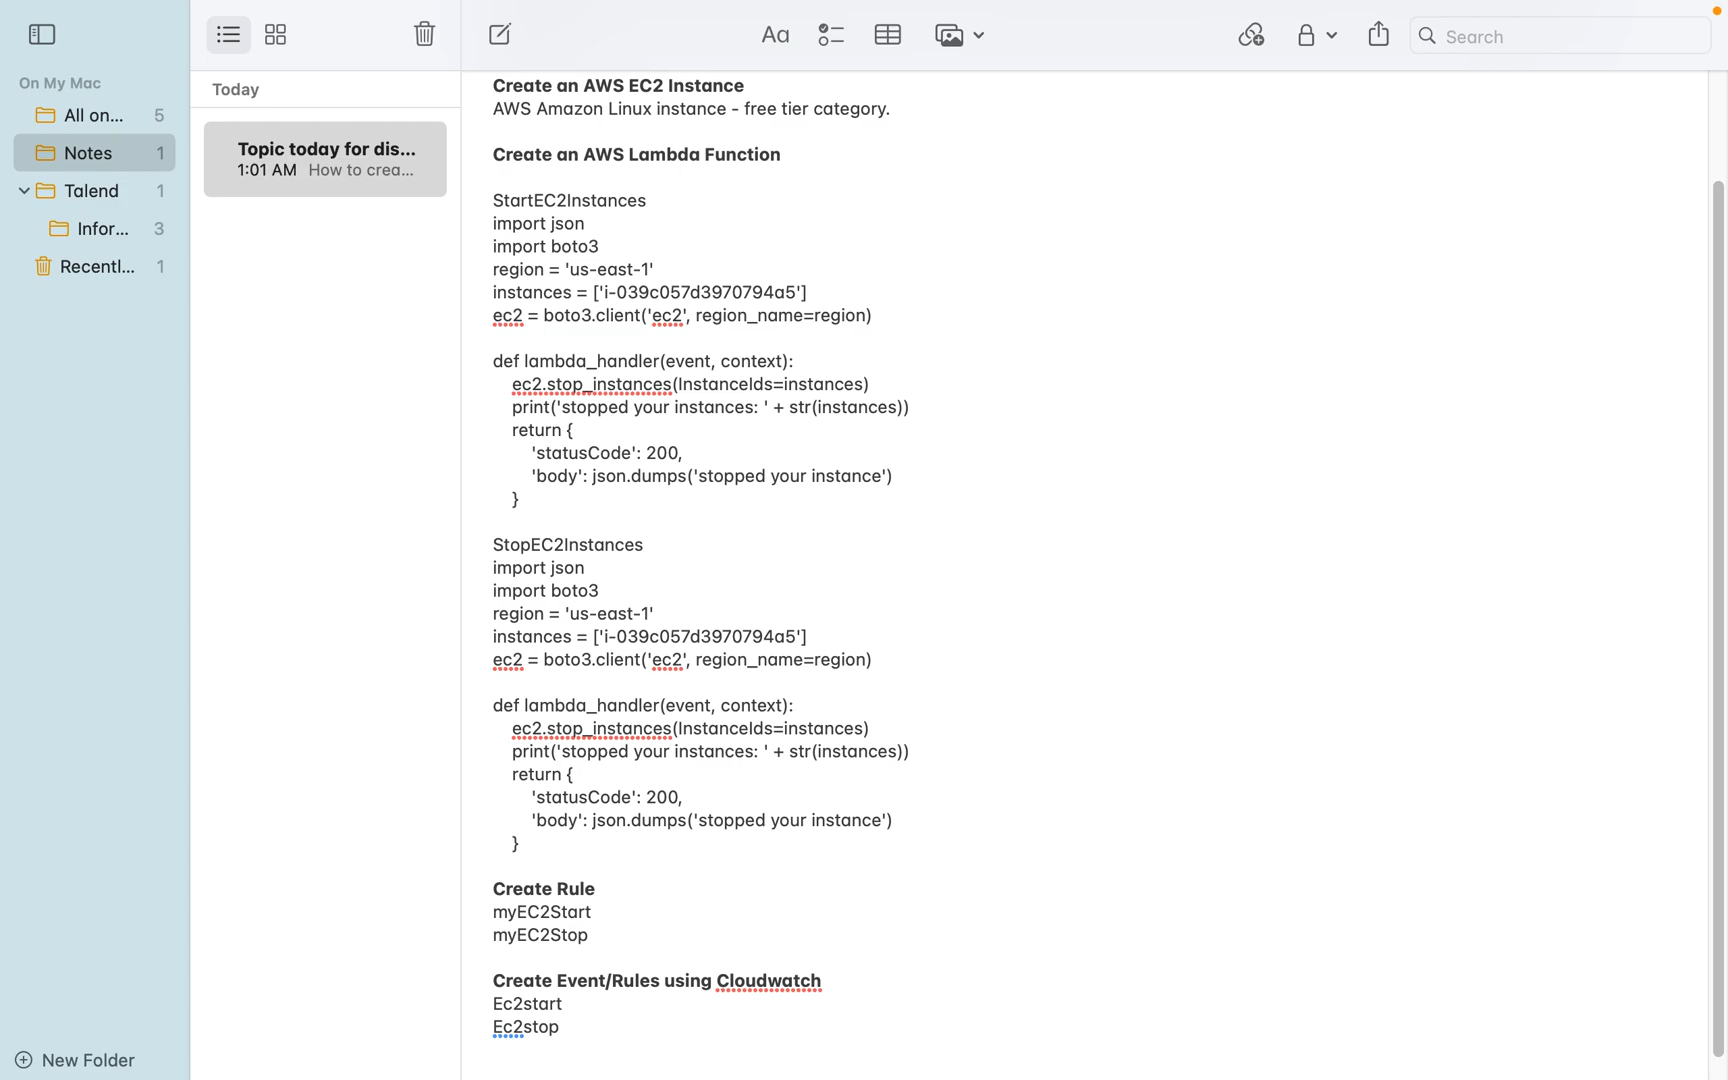 Search
On My Mac
All on... 5
Notes 1
Talend 1
Infor... 3
Recentl... 1
New Folder
Today
Topic today for dis...
1:01 AM How to crea...
Create an AWS EC2 Instance
AWS Amazon Linux instance - free tier category.
Create an AWS Lambda Function
StartEC2Instances
import json
import boto3
region = 'us-east-1'
instances = ['i-039c057d3970794a5']
ec2 = boto3.client('ec2', region_name=region)
def lambda_handler(event, context):
    ec2.stop_instances(InstanceIds=instances)
    print('stopped your instances: ' + str(instances))
    return {
        'statusCode': 200,
        'body': json.dumps('stopped your instance')
    }
StopEC2Instances
import json
import boto3
region = 'us-east-1'
instances = ['i-039c057d3970794a5']
ec2 = boto3.client('ec2', region_name=region)
def lambda_handler(event, context):
    ec2.stop_instances(InstanceIds=instances)
    print('stopped your instances: ' + str(instances))
    return {
        'statusCode': 200,
        'body': json.dumps('stopped your instance')
    }
Create Rule
myEC2Start
myEC2Stop
Create Event/Rules using Cloudwatch
Ec2start
Ec2stop